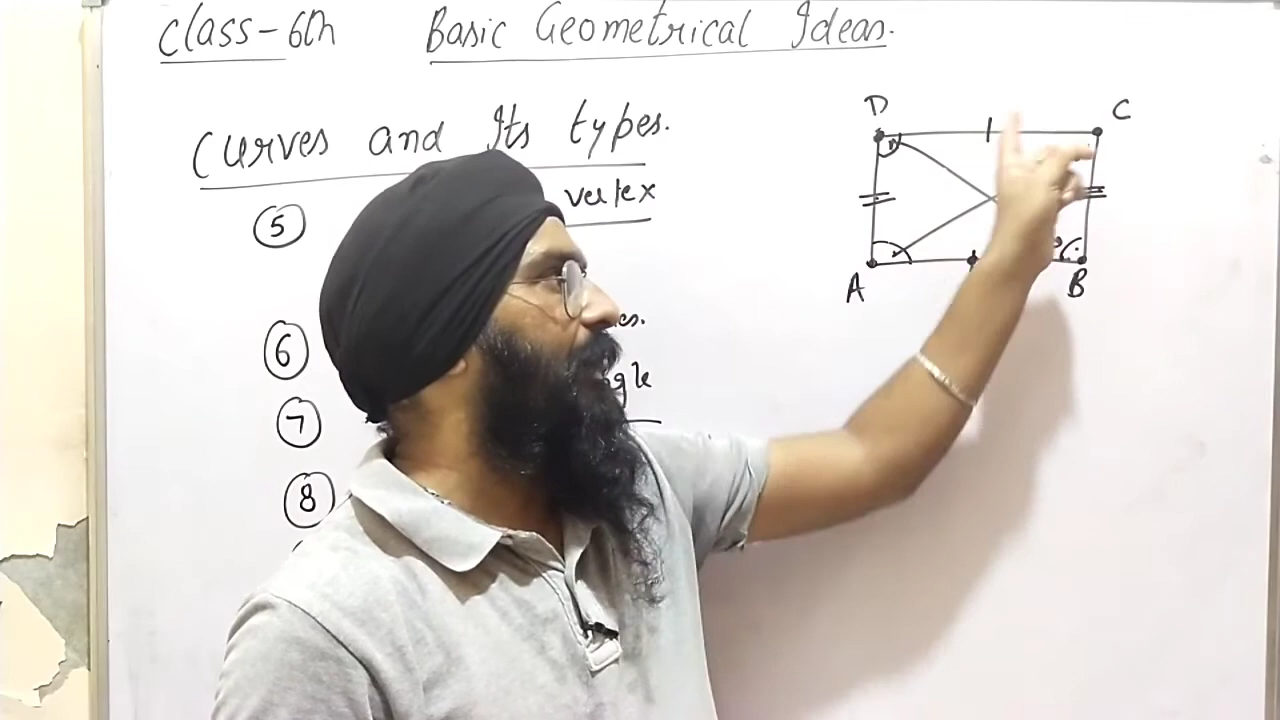 Class-6th Basic Geometrical Ideas.
Curves and Its types.
D C
5 vertex
A B
6
7
8